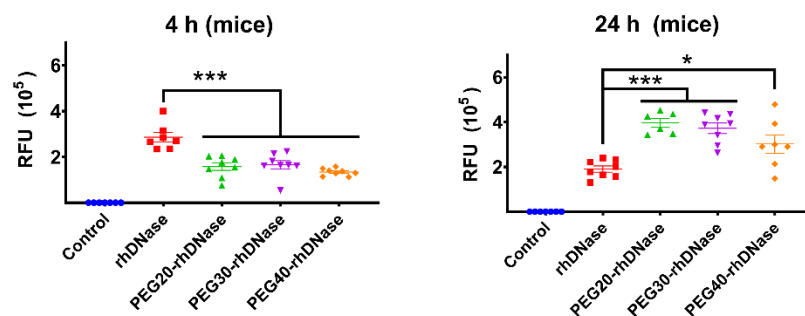 4 h (mice)
***
RFU (10⁵)
6
4
2
Control
rhDNase
PEG20-rhDNase
PEG30-rhDNase
PEG40-rhDNase
24 h (mice)
*
***
RFU (10⁵)
6
4
2
Control
rhDNase
PEG20-rhDNase
PEG30-rhDNase
PEG40-rhDNase